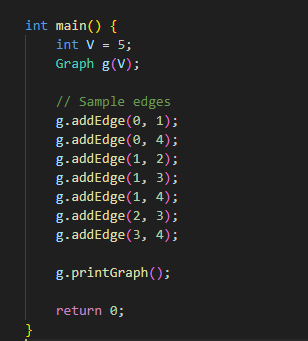 int main() {
    int V = 5;
    Graph g(V);

    // Sample edges
    g.addEdge(0, 1);
    g.addEdge(0, 4);
    g.addEdge(1, 2);
    g.addEdge(1, 3);
    g.addEdge(1, 4);
    g.addEdge(2, 3);
    g.addEdge(3, 4);

    g.printGraph();

    return 0;
}